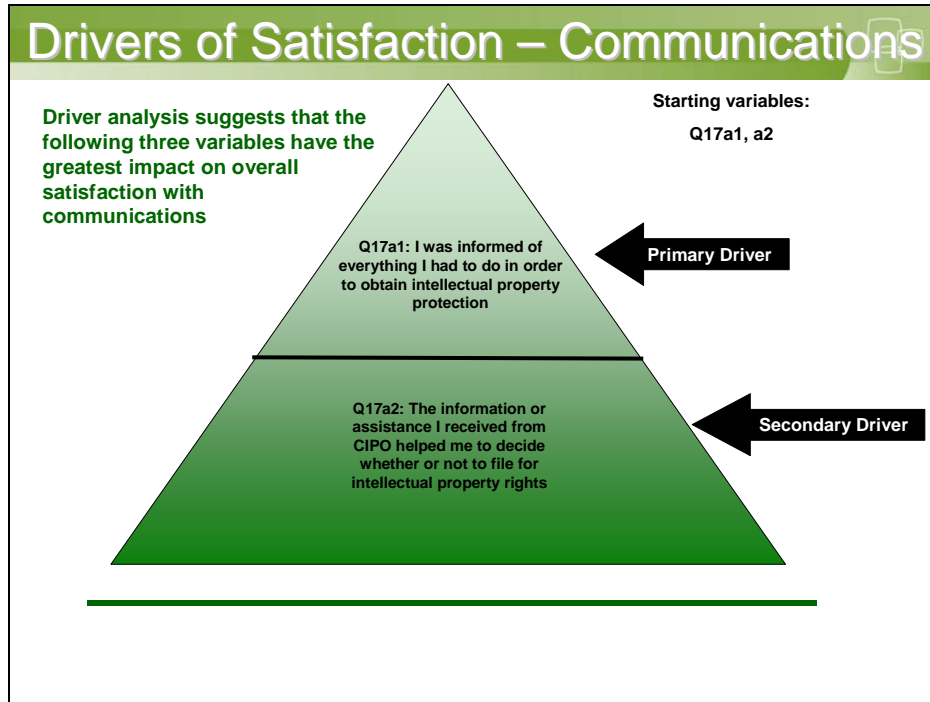 Drivers of Satisfaction – Communications
Driver analysis suggests that the
following three variables have the
greatest impact on overall
satisfaction with
communications
Starting variables:
Q17a1, a2
Q17a1: I was informed of
everything I had to do in order
to obtain intellectual property
protection
Primary Driver
Q17a2: The information or
assistance I received from
CIPO helped me to decide
whether or not to file for
intellectual property rights
Secondary Driver